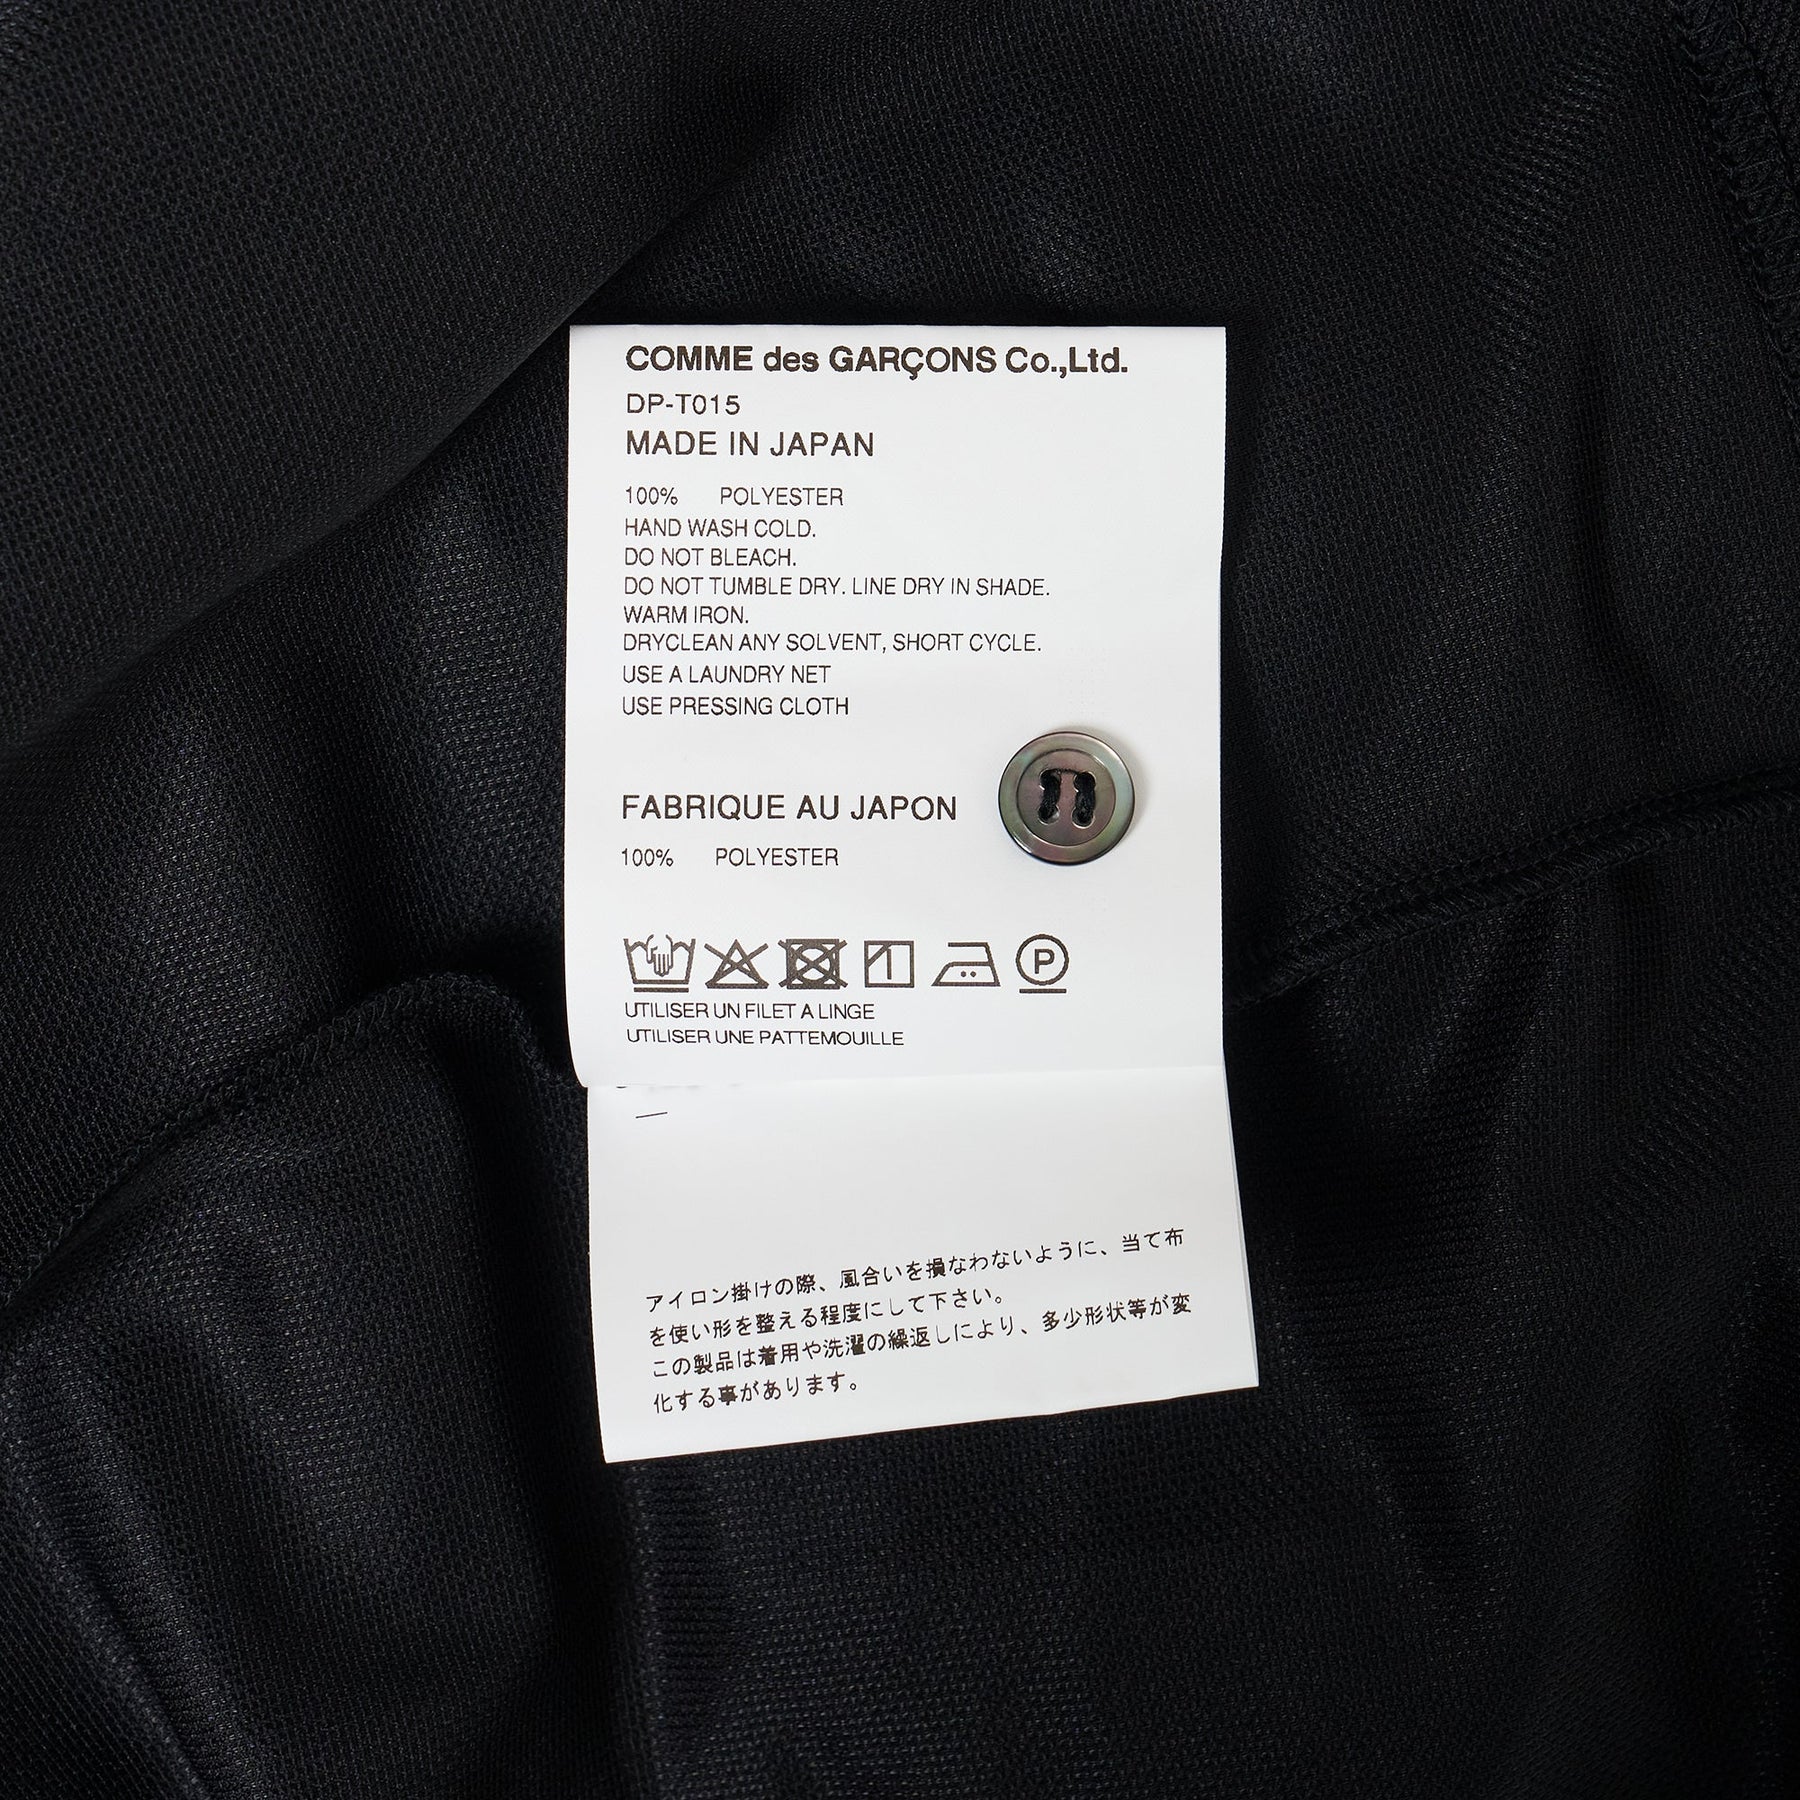 COMME des GARÇONS Co.,Ltd.
DP-T015
MADE IN JAPAN
100% POLYESTER
HAND WASH COLD.
DO NOT BLEACH.
DO NOT TUMBLE DRY. LINE DRY IN SHADE.
WARM IRON.
DRYCLEAN ANY SOLVENT, SHORT CYCLE.
USE A LAUNDRY NET
USE PRESSING CLOTH
FABRIQUE AU JAPON
100% POLYESTER
P
UTILISER UN FILET A LINGE
UTILISER UNE PATTEMOUILLE
アイロン掛けの際、風合いを損なわないように、当て布
を使い形を整える程度にして下さい。
この製品は着用や洗濯の繰返しにより、多少形状等が変
化する事があります。